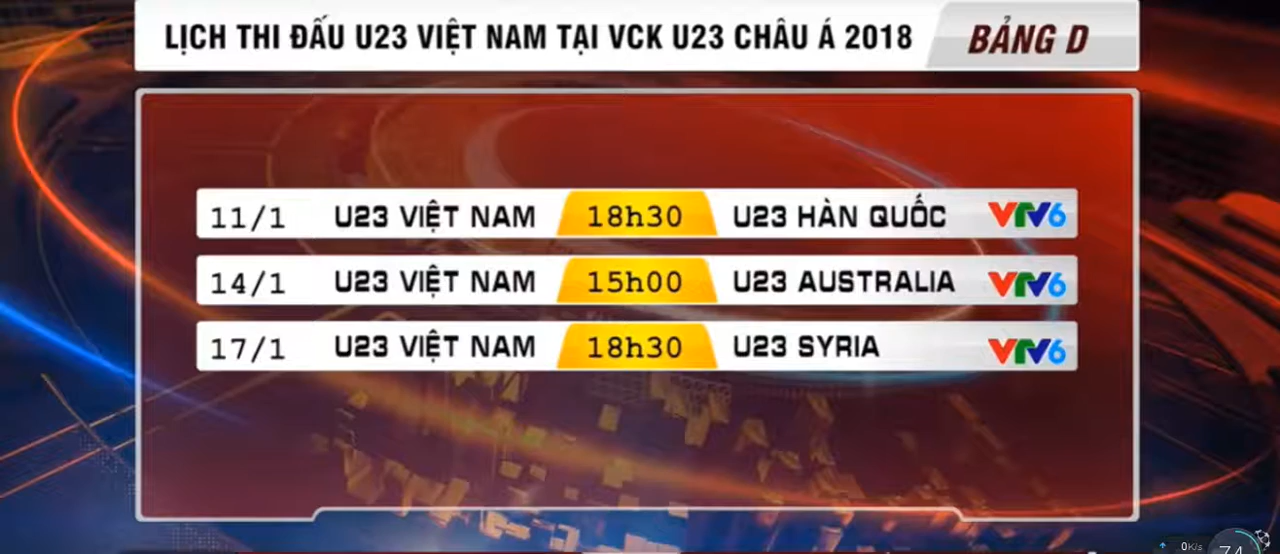 LỊCH THI ĐẤU U23 VIỆT NAM TẠI VCK U23 CHÂU Á 2018 BẢNG D
11/1 U23 VIỆT NAM 18h30 U23 HÀN QUỐC VTV6
14/1 U23 VIỆT NAM 15h00 U23 AUSTRALIA VTV6
17/1 U23 VIỆT NAM 18h30 U23 SYRIA VTV6
0K/s